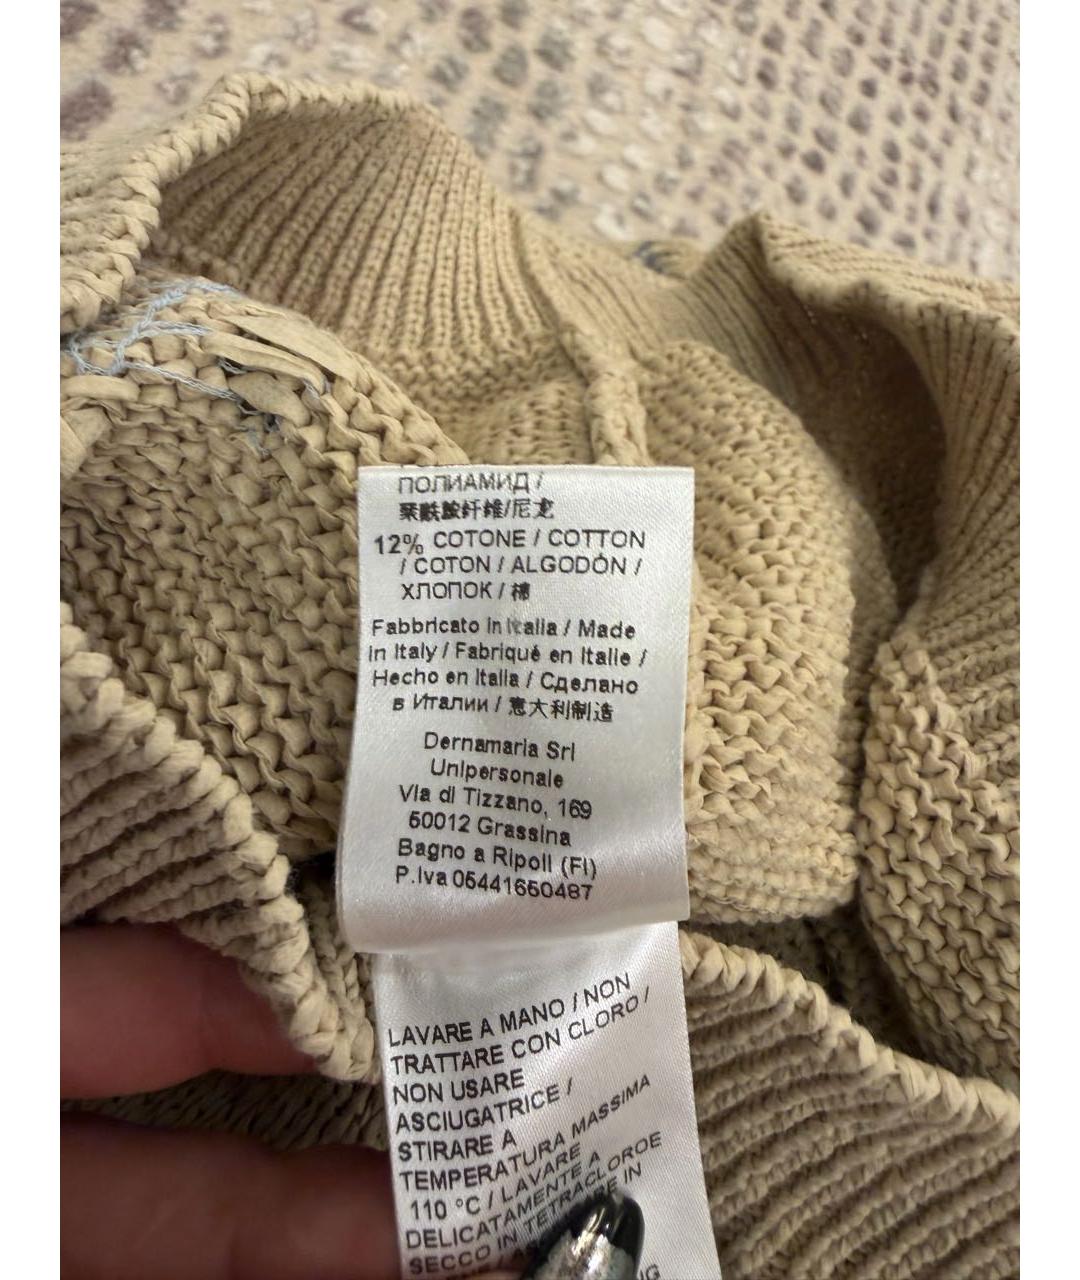 ПОЛИАМИД /
聚酰胺纤维/尼龙
12% COTONE / COTTON
/ COTON / ALGODÒN /
ХЛОПОК / 棉
Fabbricato in Italia / Made
in Italy / Fabriqué en Italie /
Hecho en Italia / Сделано
в Италии / 意大利制造
Dernamaria Srl
Unipersonale
Via di Tizzano, 169
50012 Grassina
Bagno a Ripoli (FI)
P.Iva 05441650487
LAVARE A MANO / NON
TRATTARE CON CLORO /
NON USARE
ASCIUGATRICE /
STIRARE A
TEMPERATURA MASSIMA
110 °C / LAVARE
DELICATAMENTE A
SECCO IN TETRACLOROE